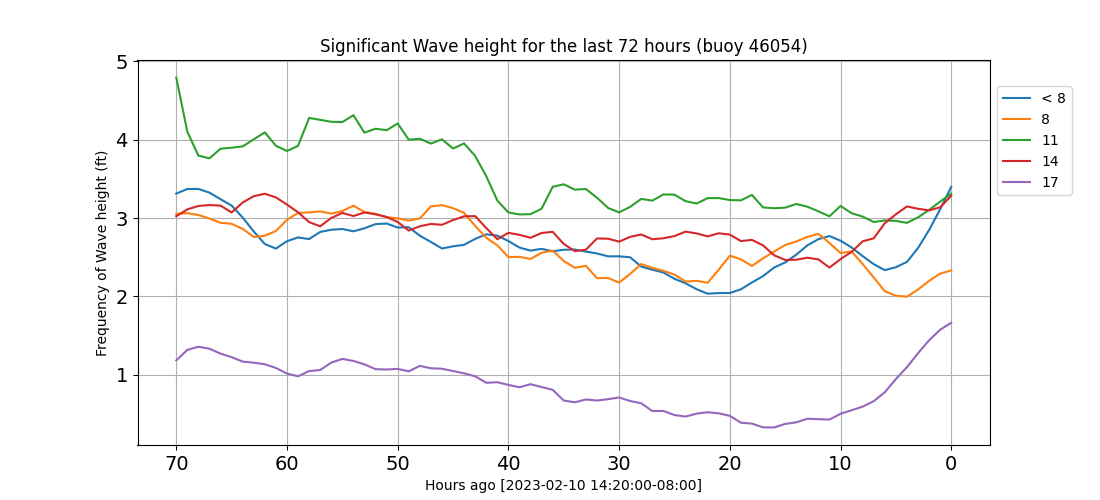 Significant Wave height for the last 72 hours (buoy 46054)
Frequency of Wave height (ft)
5
4
3
2
1
70 60 50 40 30 20 10 0
Hours ago [2023-02-10 14:20:00-08:00]
< 8
8
11
14
17